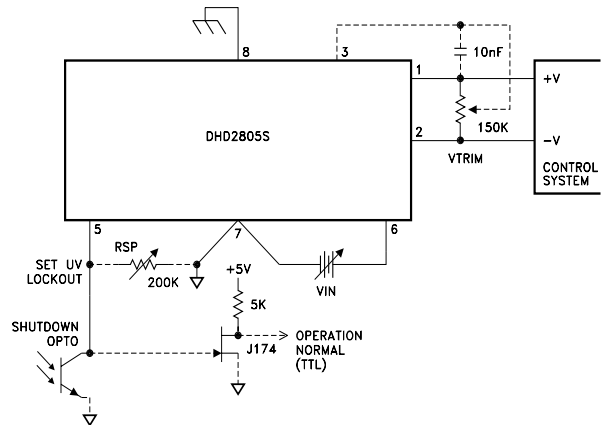 8
3
10nF
1
+V
DHD2805S
150K
2
-V
VTRIM
CONTROL
SYSTEM
5
7
6
RSP
SET UV
LOCKOUT
200K
+5V
VIN
5K
SHUTDOWN
OPTO
J174
OPERATION
NORMAL
(TTL)